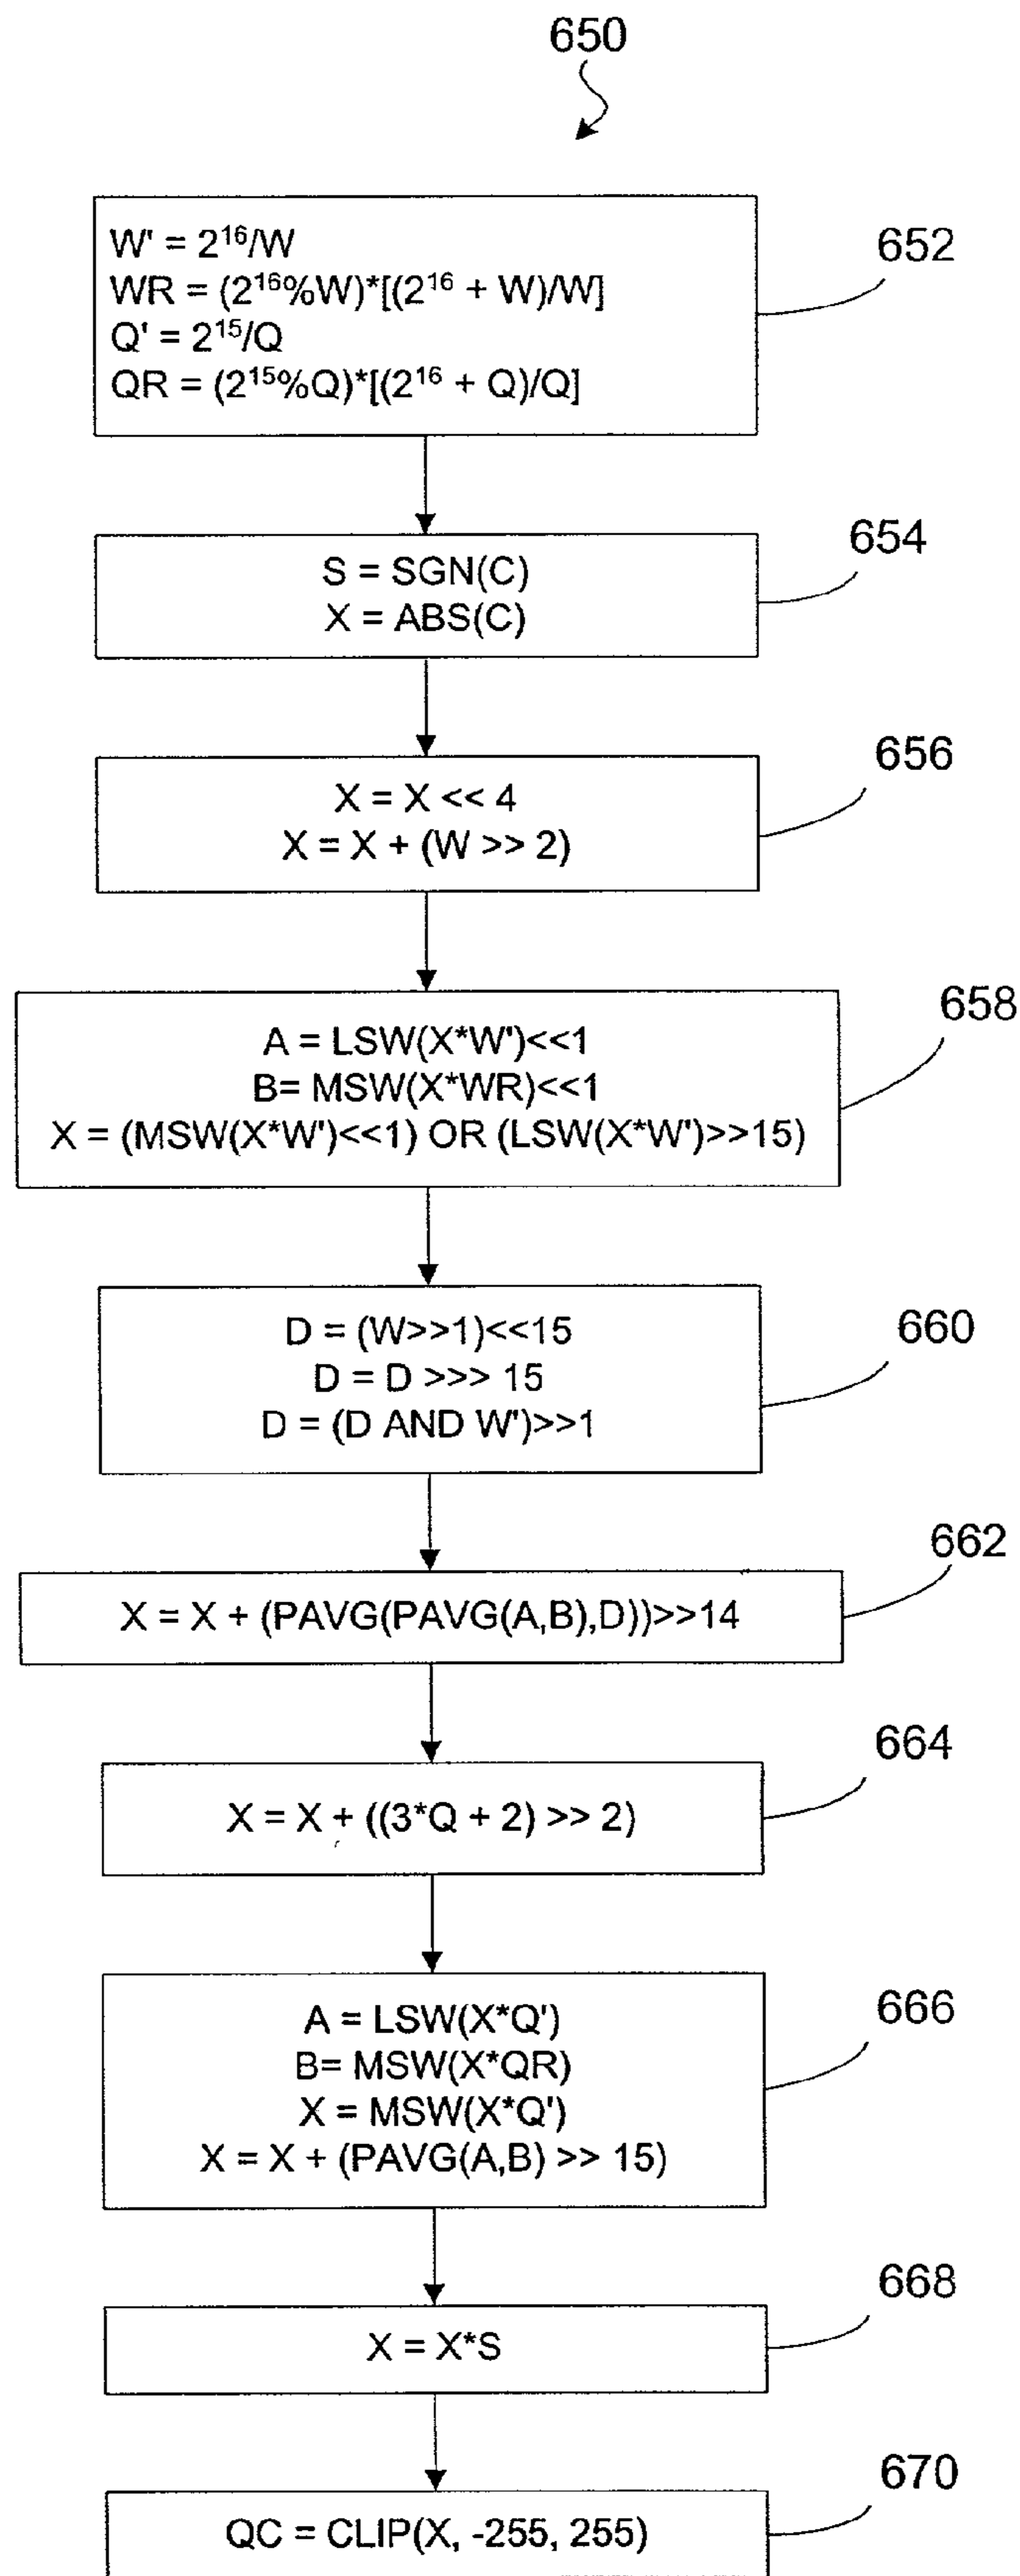 650
W' = 2¹⁶/W
WR = (2¹⁶%W)*[(2¹⁶ + W)/W]
Q' = 2¹⁵/Q
QR = (2¹⁵%Q)*[(2¹⁶ + Q)/Q]
652
S = SGN(C)
X = ABS(C)
654
X = X << 4
X = X + (W >> 2)
656
A = LSW(X*W')<<1
B= MSW(X*WR)<<1
X = (MSW(X*W')<<1) OR (LSW(X*W')>>15)
658
D = (W>>1)<<15
D = D >>> 15
D = (D AND W')>>1
660
X = X + (PAVG(PAVG(A,B),D))>>14
662
X = X + ((3*Q + 2) >> 2)
664
A = LSW(X*Q')
B= MSW(X*QR)
X = MSW(X*Q')
X = X + (PAVG(A,B) >> 15)
666
X = X*S
668
QC = CLIP(X, -255, 255)
670